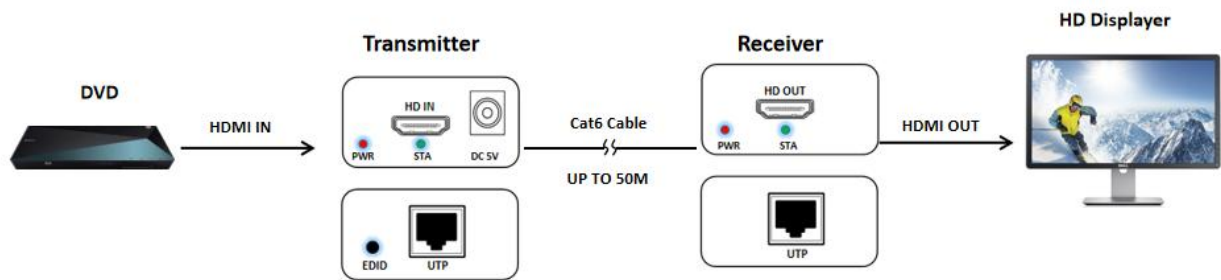 HD Displayer
Transmitter
Receiver
DVD
HD IN
HD OUT
HDMI IN
Cat6 Cable
HDMI OUT
PWR
STA
DC 5V
PWR
STA
UP TO 50M
EDID
UTP
UTP